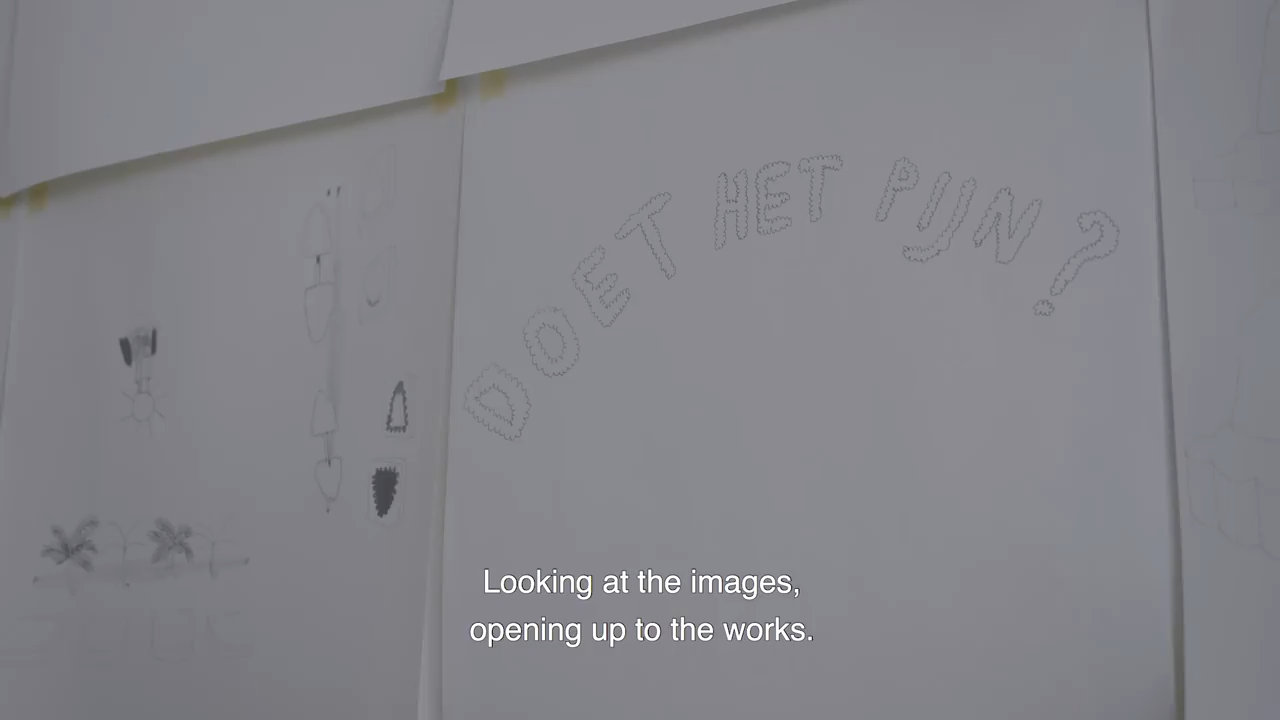 DOET HET PIJN?
Looking at the images,
opening up to the works.